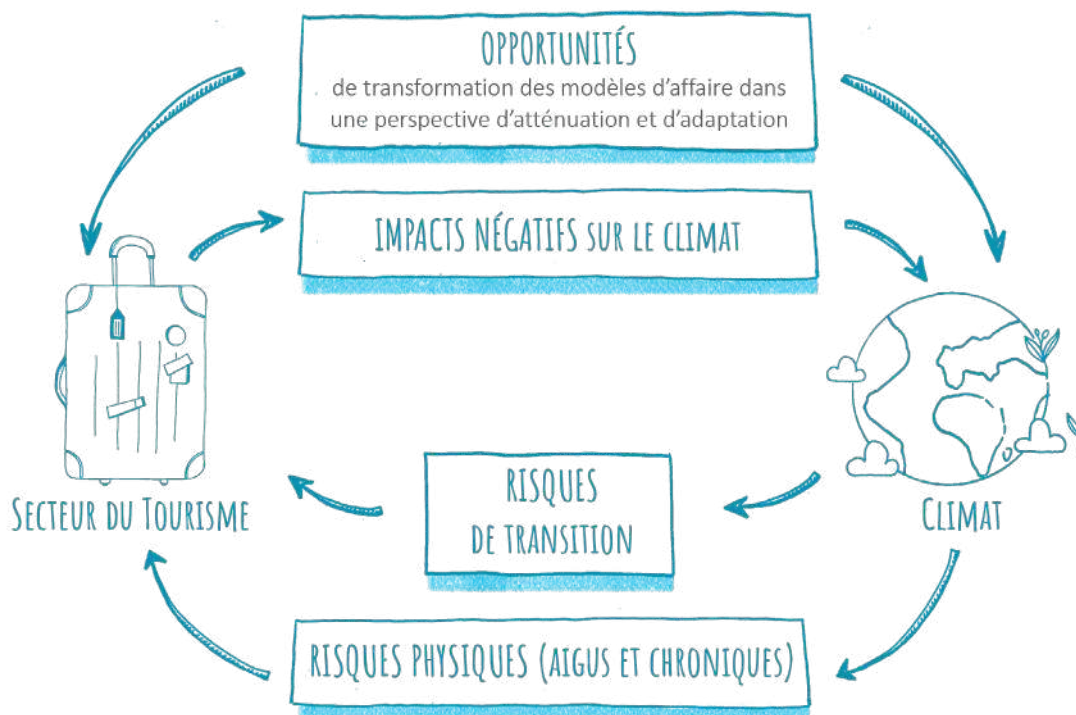 OPPORTUNITÉS
de transformation des modèles d'affaire dans
une perspective d'atténuation et d'adaptation
IMPACTS NÉGATIFS SUR LE CLIMAT
SECTEUR DU TOURISME
RISQUES
DE TRANSITION
CLIMAT
RISQUES PHYSIQUES (AIGUS ET CHRONIQUES)